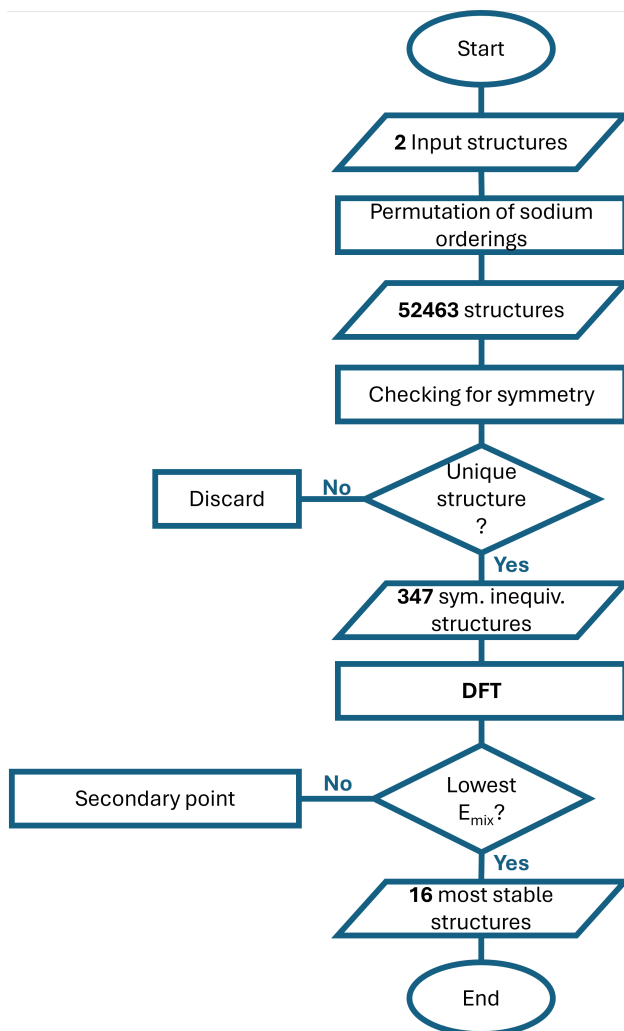 Start
2 Input structures
Permutation of sodium
orderings
52463 structures
Checking for symmetry
Unique
structure
?
No
Discard
Yes
347 sym. inequiv.
structures
DFT
Lowest
Emix?
No
Secondary point
Yes
16 most stable
structures
End